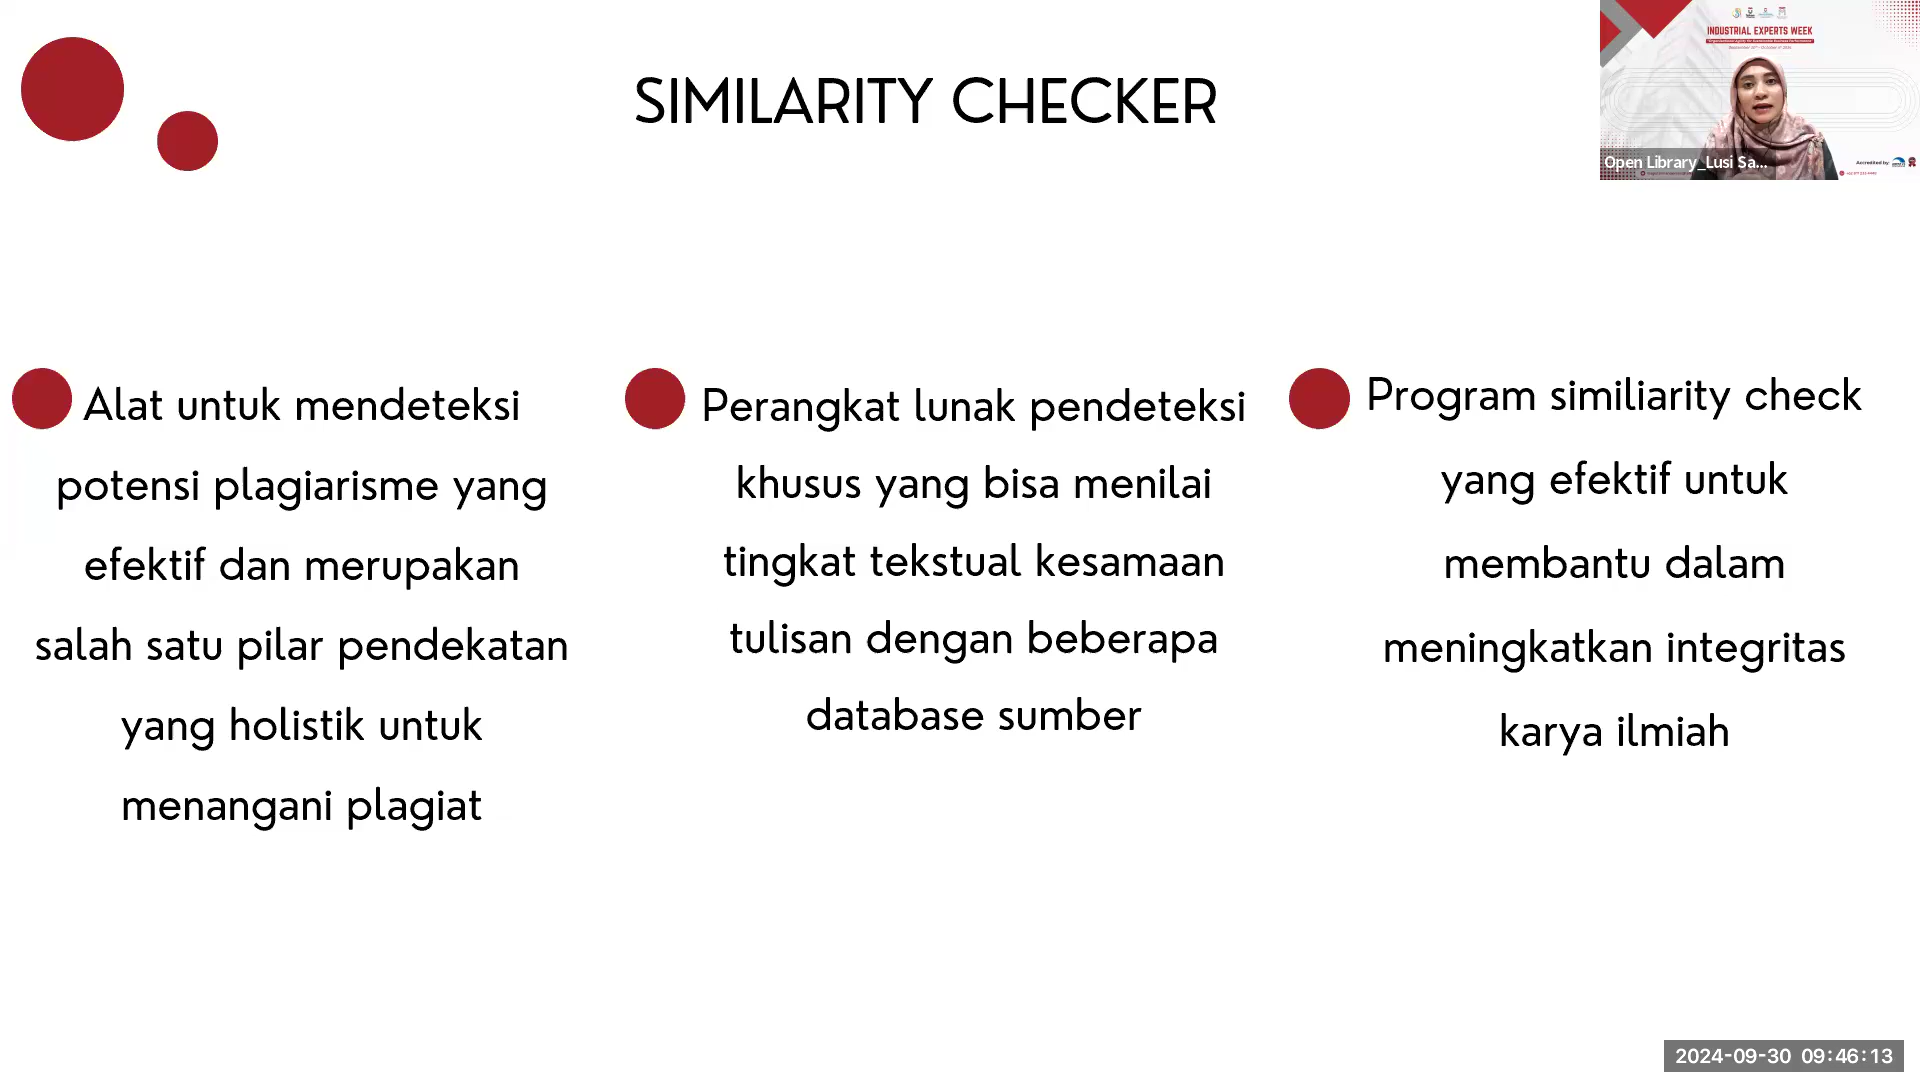 SIMILARITY CHECKER
INDUSTRIAL EXPERTS WEEK
Open Library_Lusi Sa...
Accredited by
Alat untuk mendeteksi
potensi plagiarisme yang
efektif dan merupakan
salah satu pilar pendekatan
yang holistik untuk
menangani plagiat
Perangkat lunak pendeteksi
khusus yang bisa menilai
tingkat tekstual kesamaan
tulisan dengan beberapa
database sumber
Program similiarity check
yang efektif untuk
membantu dalam
meningkatkan integritas
karya ilmiah
2024-09-30 09:46:13